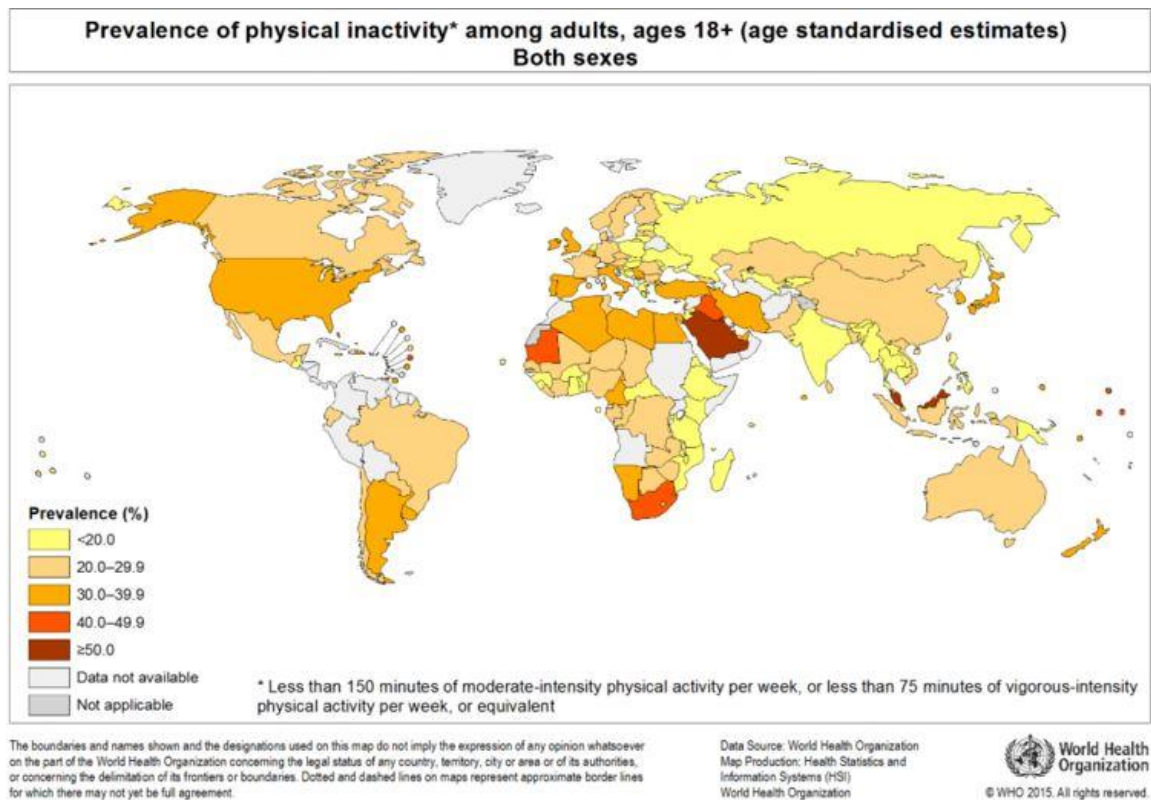 Prevalence of physical inactivity* among adults, ages 18+ (age standardised estimates)
Both sexes
Prevalence (%)
<20.0
20.0–29.9
30.0–39.9
40.0–49.9
≥50.0
Data not available
Not applicable
* Less than 150 minutes of moderate-intensity physical activity per week, or less than 75 minutes of vigorous-intensity
physical activity per week, or equivalent
The boundaries and names shown and the designations used on this map do not imply the expression of any opinion whatsoever
on the part of the World Health Organization concerning the legal status of any country, territory, city or area or of its authorities,
or concerning the delimitation of its frontiers or boundaries. Dotted and dashed lines on maps represent approximate border lines
for which there may not yet be full agreement.
Data Source: World Health Organization
Map Production: Health Statistics and
Information Systems (HSI)
World Health Organization
World Health
Organization
© WHO 2015. All rights reserved.